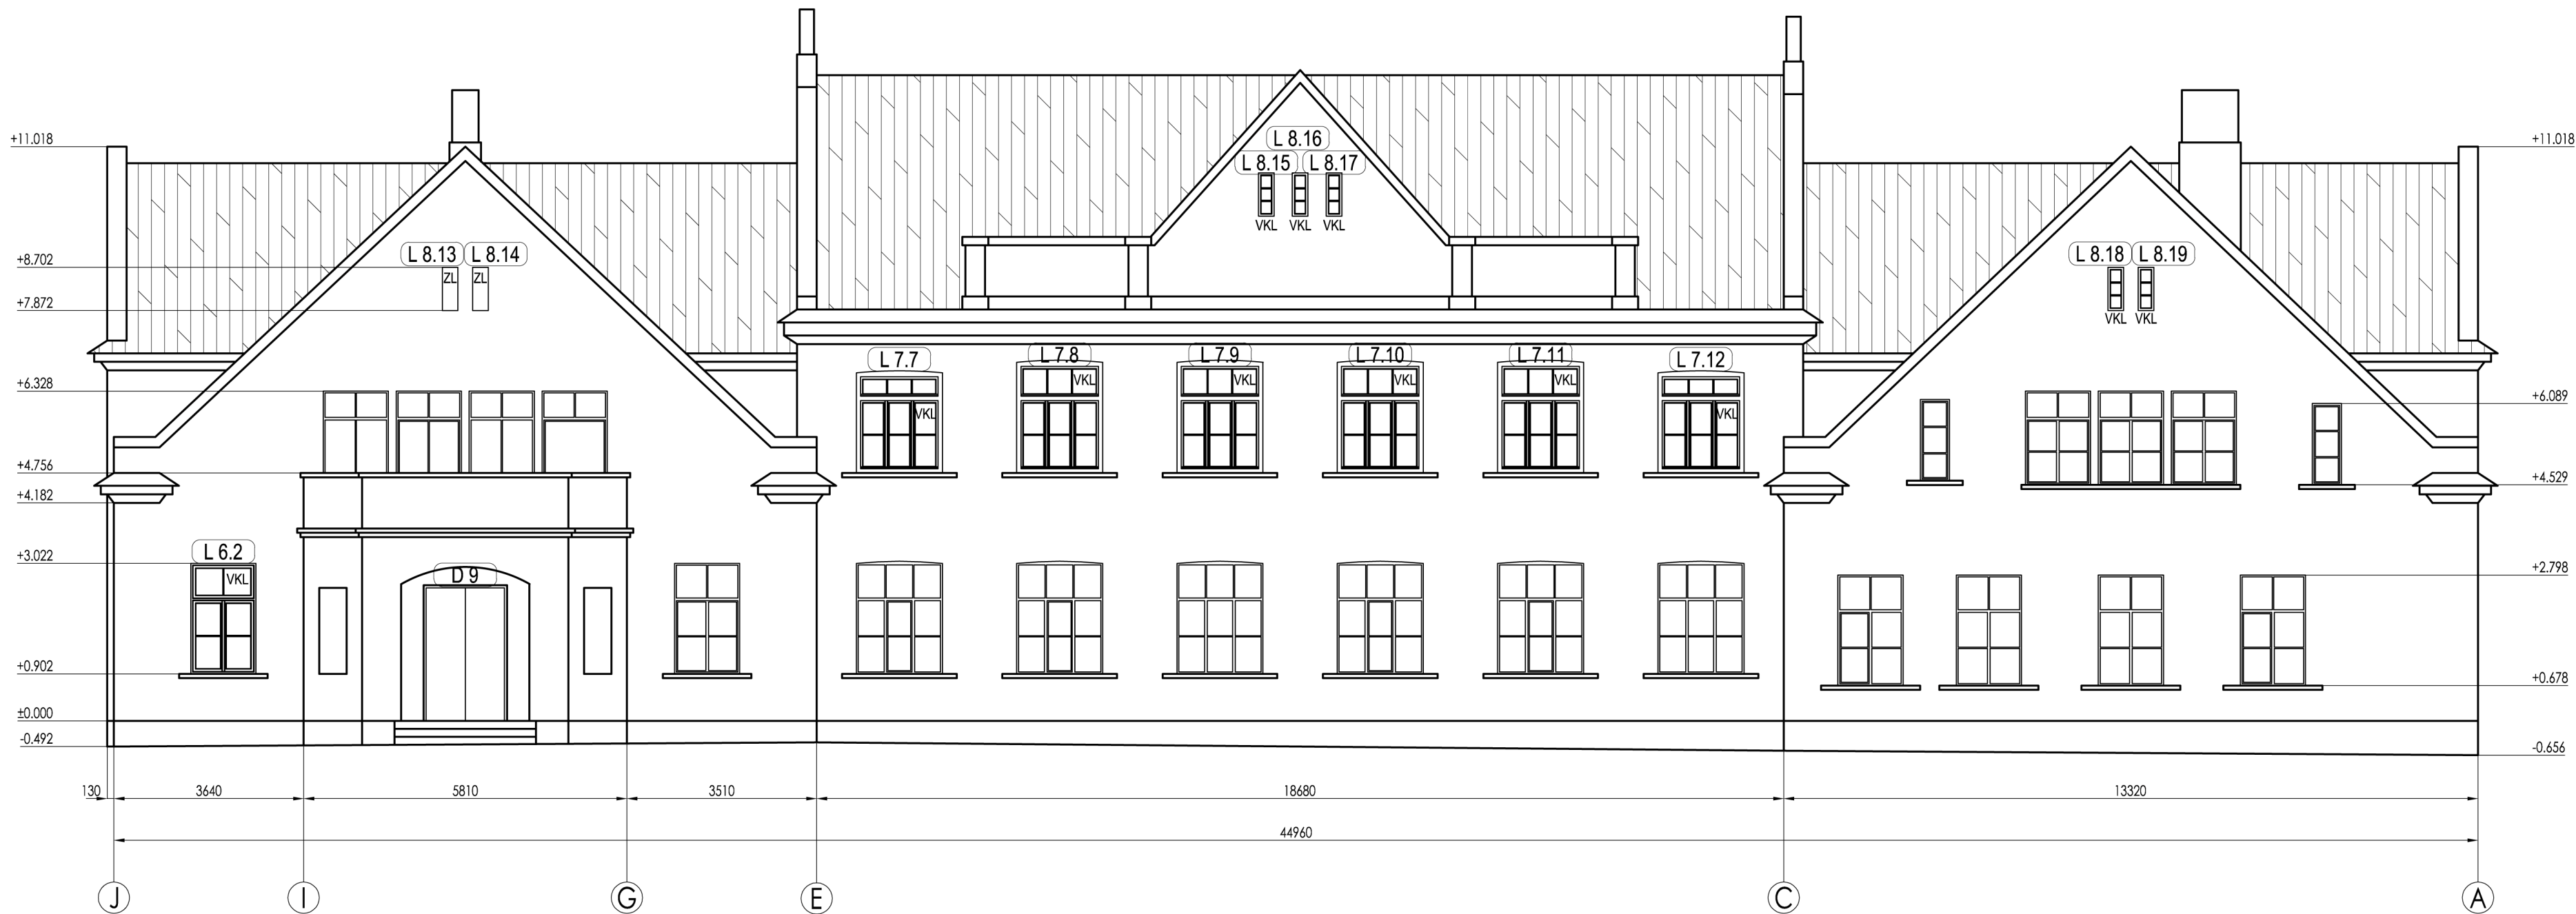 +11.018
+11.018
L 8.16
L 8.15
L 8.17
VKL
VKL
VKL
L 8.13
L 8.14
L 8.18
L 8.19
+8.702
ZL
ZL
+7.872
VKL
VKL
L 7.7
L 7.8
L 7.9
L 7.10
L 7.11
L 7.12
VKL
VKL
VKL
VKL
+6.328
+6.089
VKL
VKL
+4.756
+4.529
+4.182
L 6.2
+3.022
D 9
VKL
+2.798
+0.902
+0.678
±0.000
-0.492
-0.656
130
3640
5810
3510
18680
13320
44960
J
I
G
E
C
A